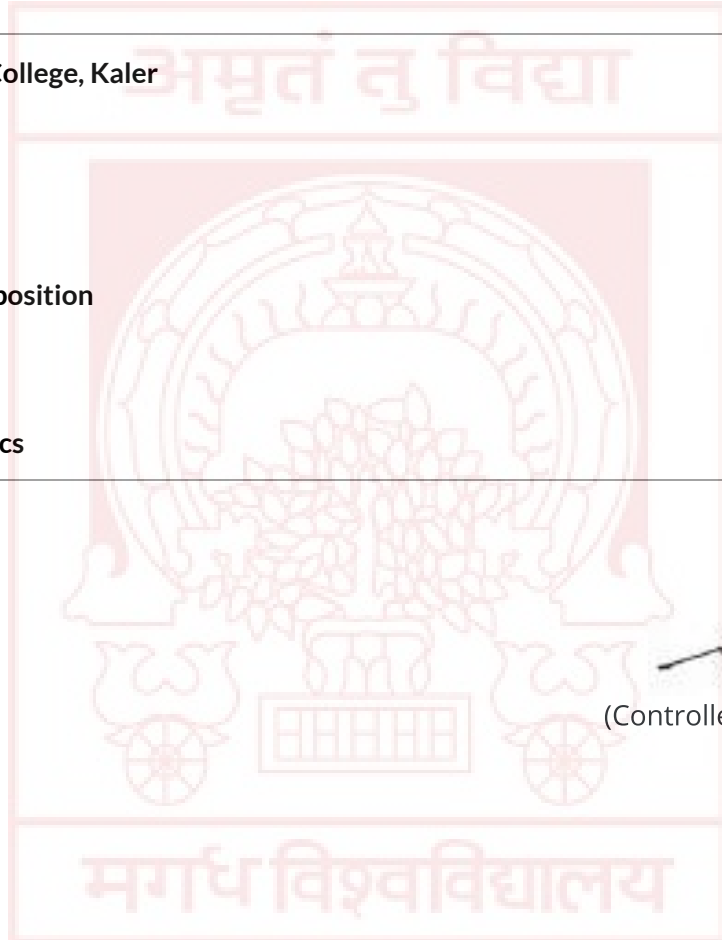 अमृतं तु विद्या
College, Kaler
position
cs
(Controlle
मगध विश्वविद्यालय